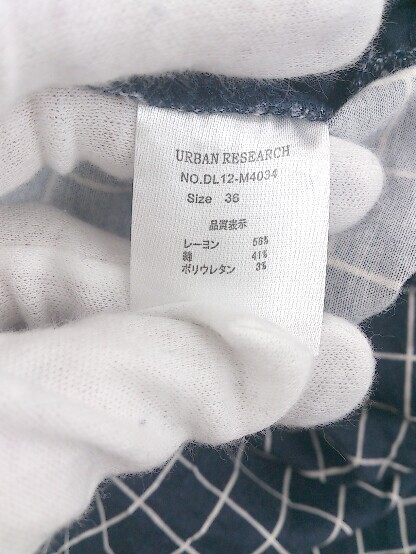 URBAN RESEARCH
NO.DL12-M4034
Size 36
品質表示
レーヨン 56%
綿 41%
ポリウレタン 3%